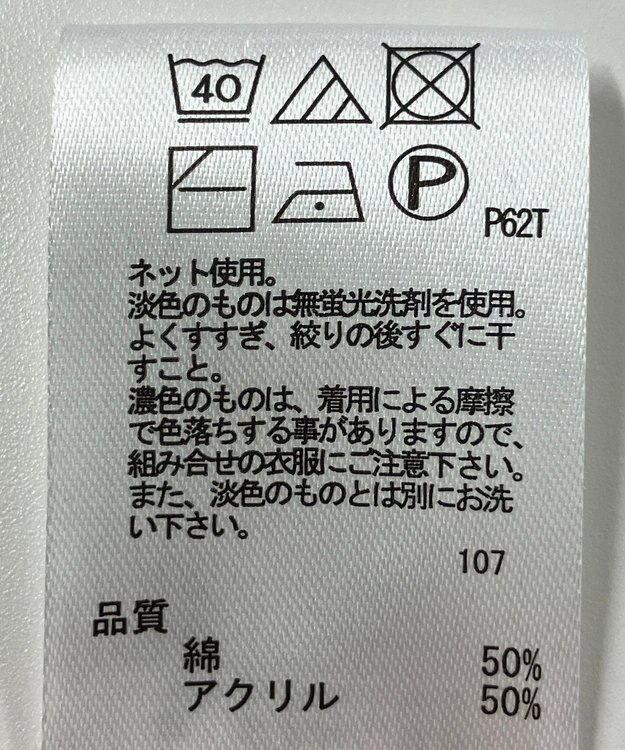 40
P
P62T
ネット使用。
淡色のものは無蛍光洗剤を使用。
よくすすぎ、絞りの後すぐに干
すこと。
濃色のものは、着用による摩擦
で色落ちする事がありますので、
組み合せの衣服にご注意下さい。
また、淡色のものとは別にお洗
い下さい。
107
品質
綿 50%
アクリル 50%